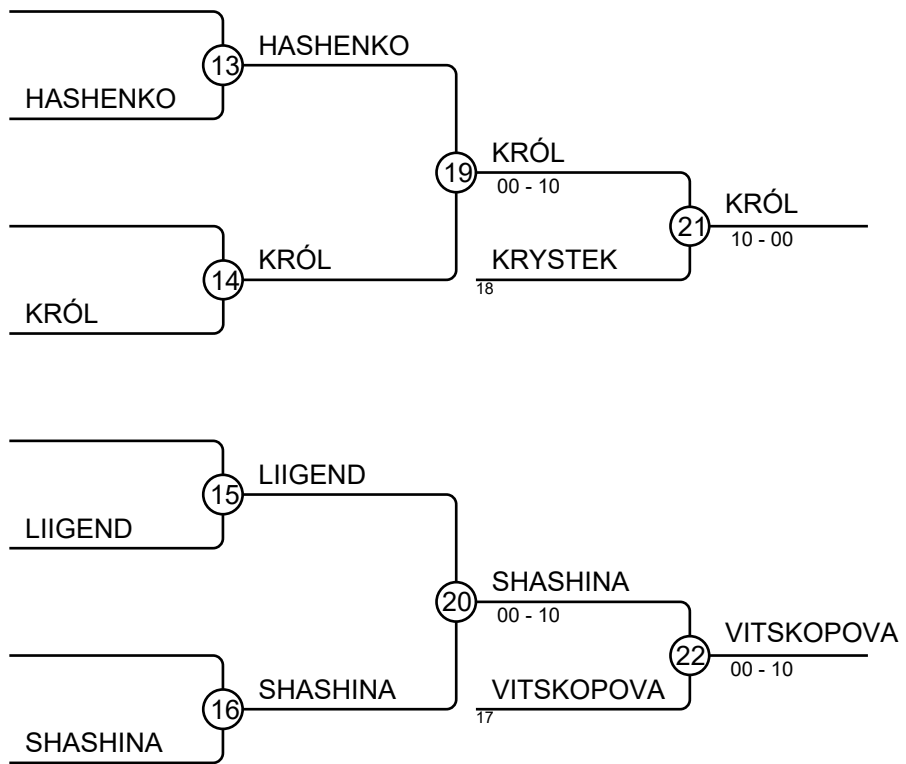 HASHENKO
13
HASHENKO
KRÓL
19
00 - 10
KRÓL
21
10 - 00
KRÓL
14
KRYSTEK
18
KRÓL
LIIGEND
15
LIIGEND
SHASHINA
20
00 - 10
VITSKOPOVA
22
00 - 10
SHASHINA
16
VITSKOPOVA
17
SHASHINA